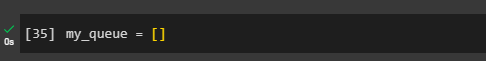 [35] my_queue = []
0s